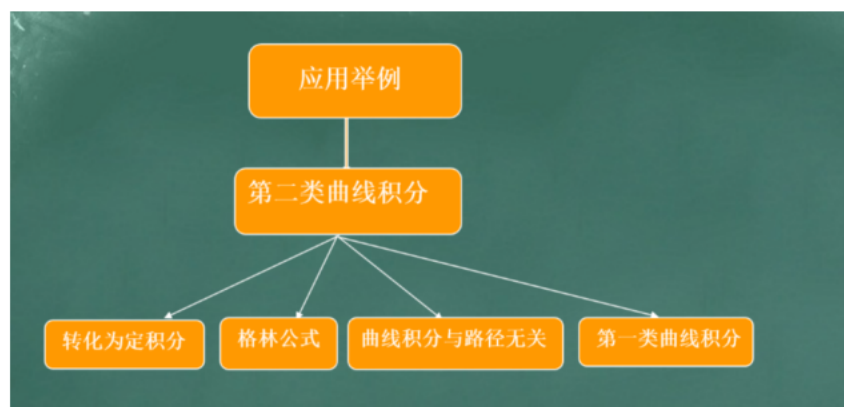 应用举例
第二类曲线积分
转化为定积分
格林公式
曲线积分与路径无关
第一类曲线积分